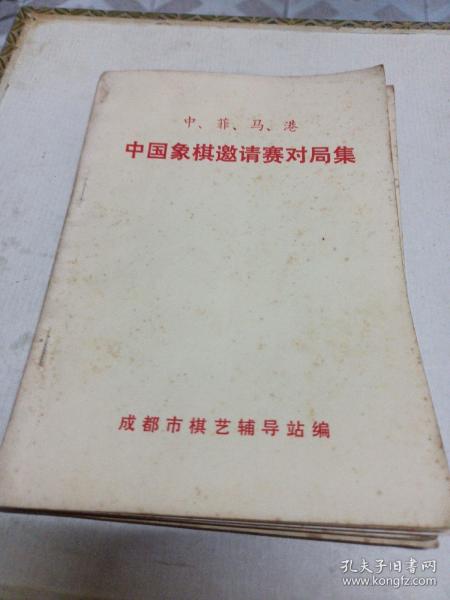 中、菲、马、港
中国象棋邀请赛对局集
成都市棋艺辅导站编
孔夫子旧书网
www.kongfz.com